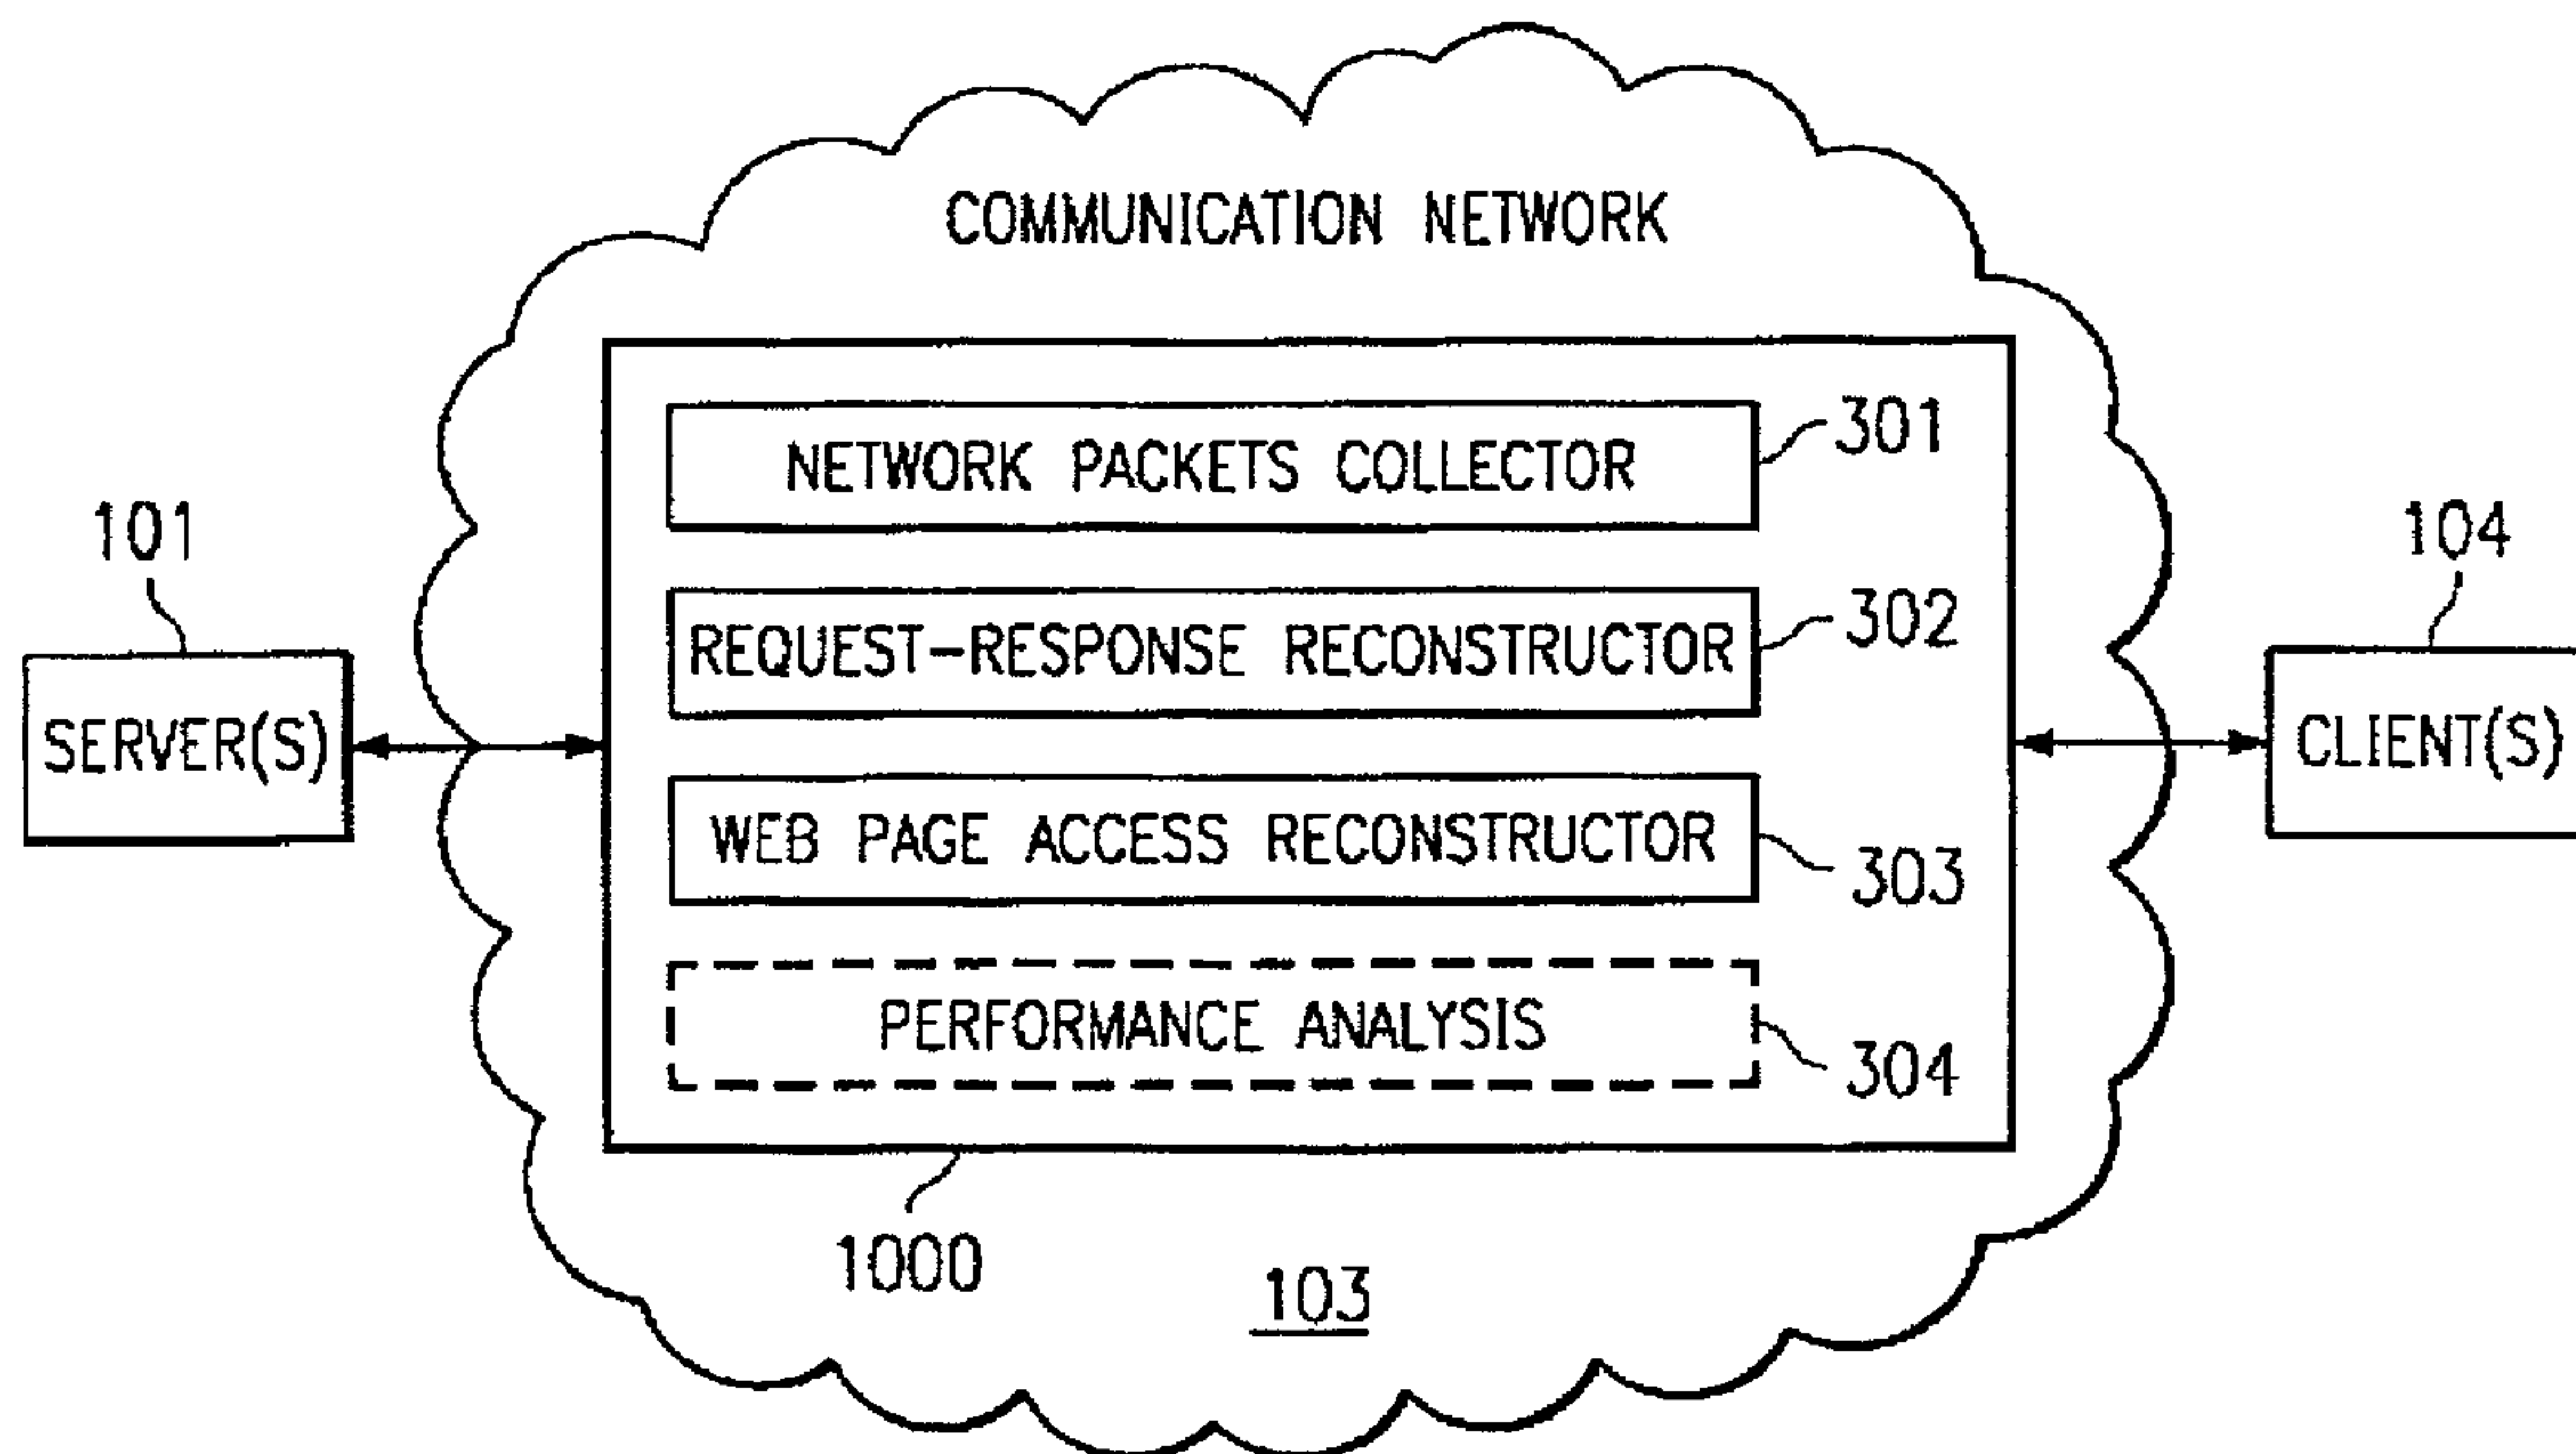 COMMUNICATION NETWORK
NETWORK PACKETS COLLECTOR
301
101
104
REQUEST-RESPONSE RECONSTRUCTOR
302
SERVER(S)
CLIENT(S)
WEB PAGE ACCESS RECONSTRUCTOR
303
PERFORMANCE ANALYSIS
304
1000
103